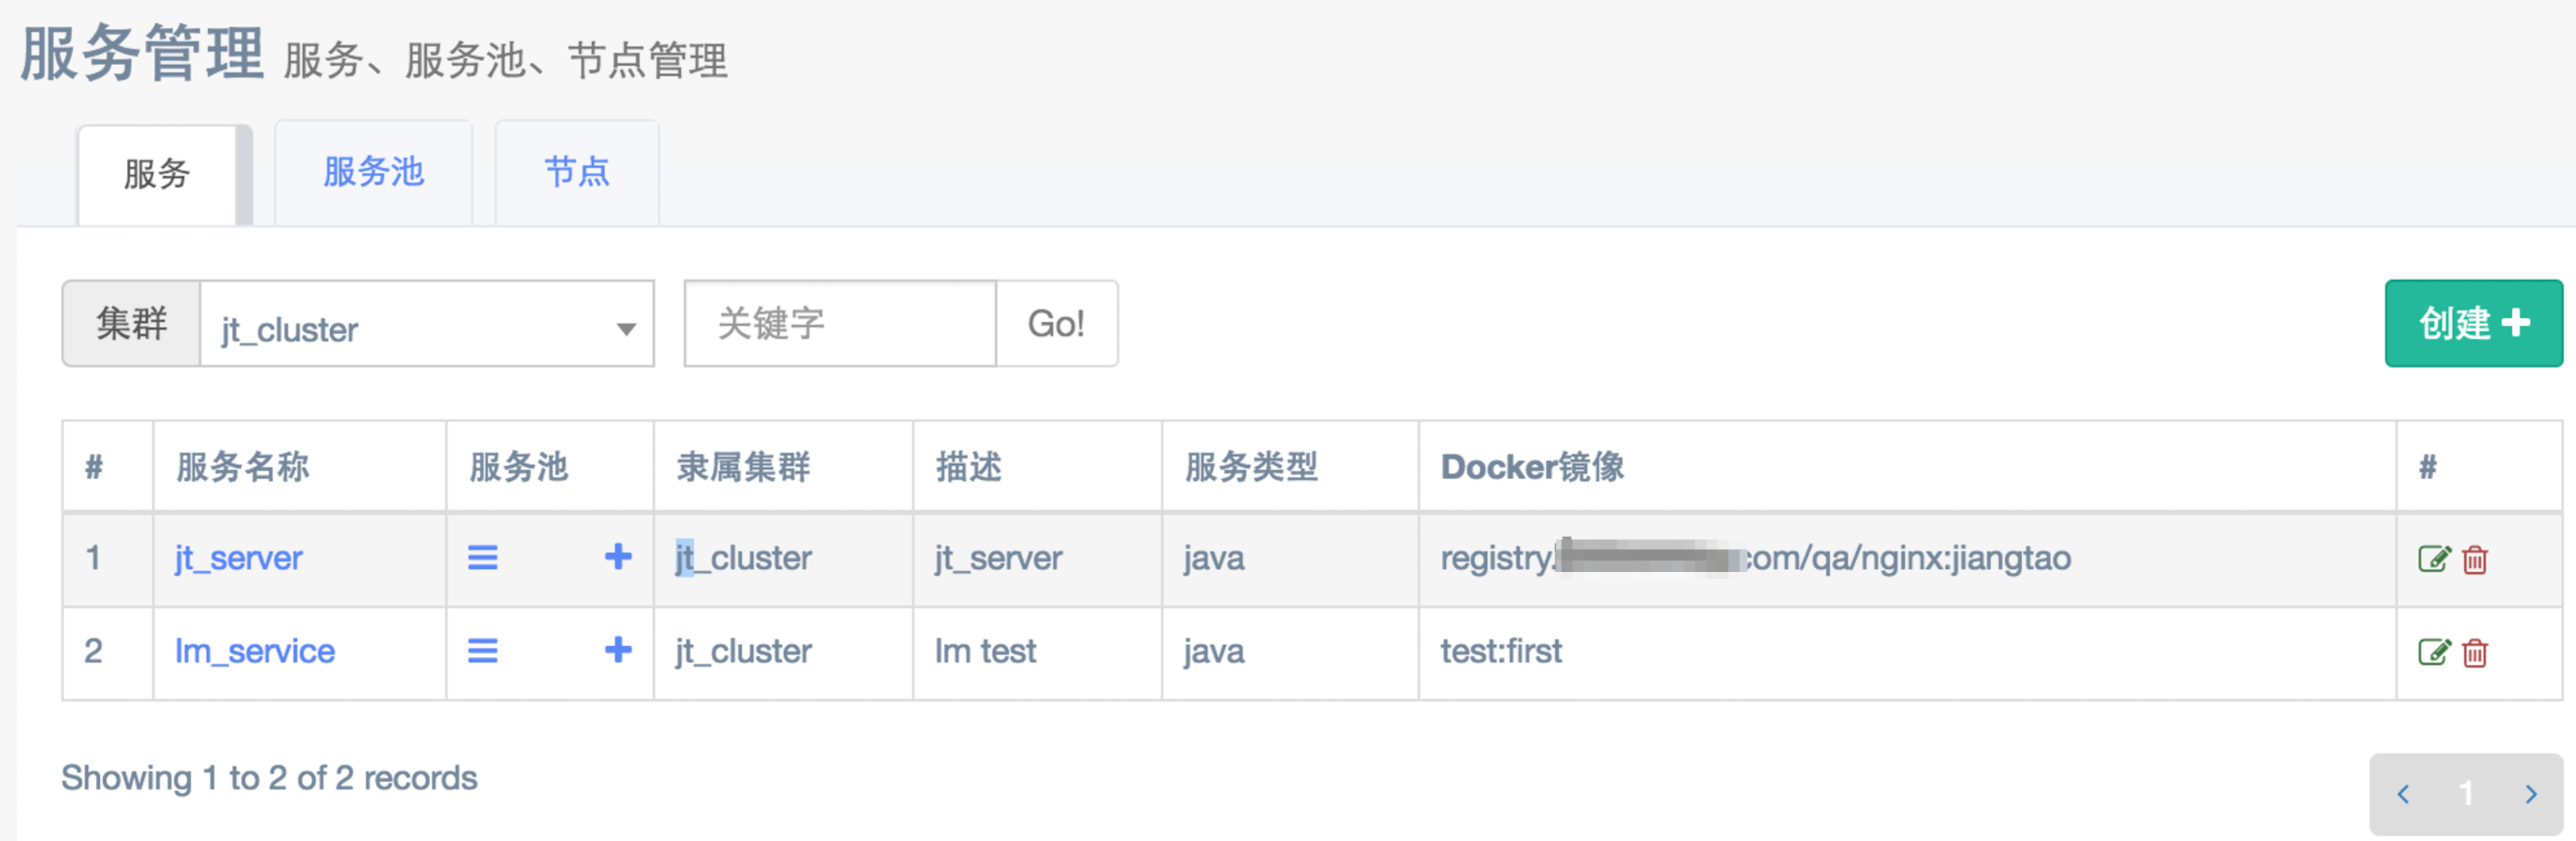 服务管理 服务、服务池、节点管理
服务 服务池 节点
集群 jt_cluster 关键字 Go! 创建
# 服务名称 服务池 隶属集群 描述 服务类型 Docker镜像 #
1 jt_server jt_cluster jt_server java registry. com/qa/nginx:jiangtao
2 lm_service jt_cluster lm test java test:first
Showing 1 to 2 of 2 records
1